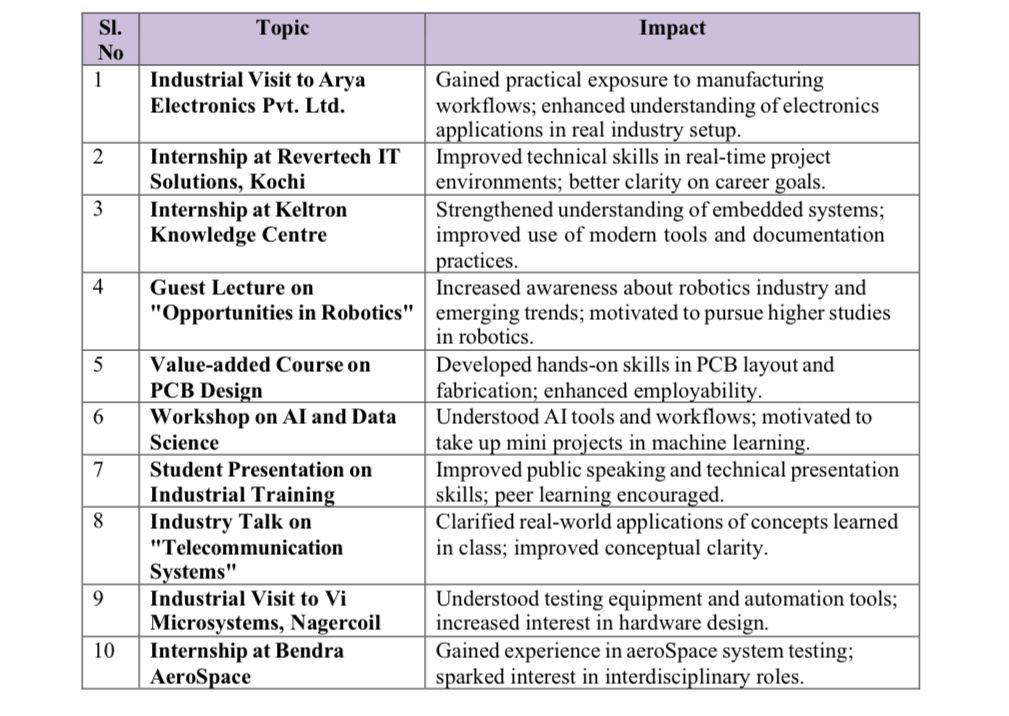 Sl. No Topic Impact
1 Industrial Visit to Arya Gained practical exposure to manufacturing
Electronics Pvt. Ltd. workflows; enhanced understanding of electronics
applications in real industry setup.
2 Internship at Revertech IT Improved technical skills in real-time project
Solutions, Kochi environments; better clarity on career goals.
3 Internship at Keltron Strengthened understanding of embedded systems;
Knowledge Centre improved use of modern tools and documentation
practices.
4 Guest Lecture on Increased awareness about robotics industry and
"Opportunities in Robotics" emerging trends; motivated to pursue higher studies
in robotics.
5 Value-added Course on Developed hands-on skills in PCB layout and
PCB Design fabrication; enhanced employability.
6 Workshop on AI and Data Understood AI tools and workflows; motivated to
Science take up mini projects in machine learning.
7 Student Presentation on Improved public speaking and technical presentation
Industrial Training skills; peer learning encouraged.
8 Industry Talk on Clarified real-world applications of concepts learned
"Telecommunication in class; improved conceptual clarity.
Systems"
9 Industrial Visit to Vi Understood testing equipment and automation tools;
Microsystems, Nagercoil increased interest in hardware design.
10 Internship at Bendra Gained experience in aeroSpace system testing;
AeroSpace sparked interest in interdisciplinary roles.